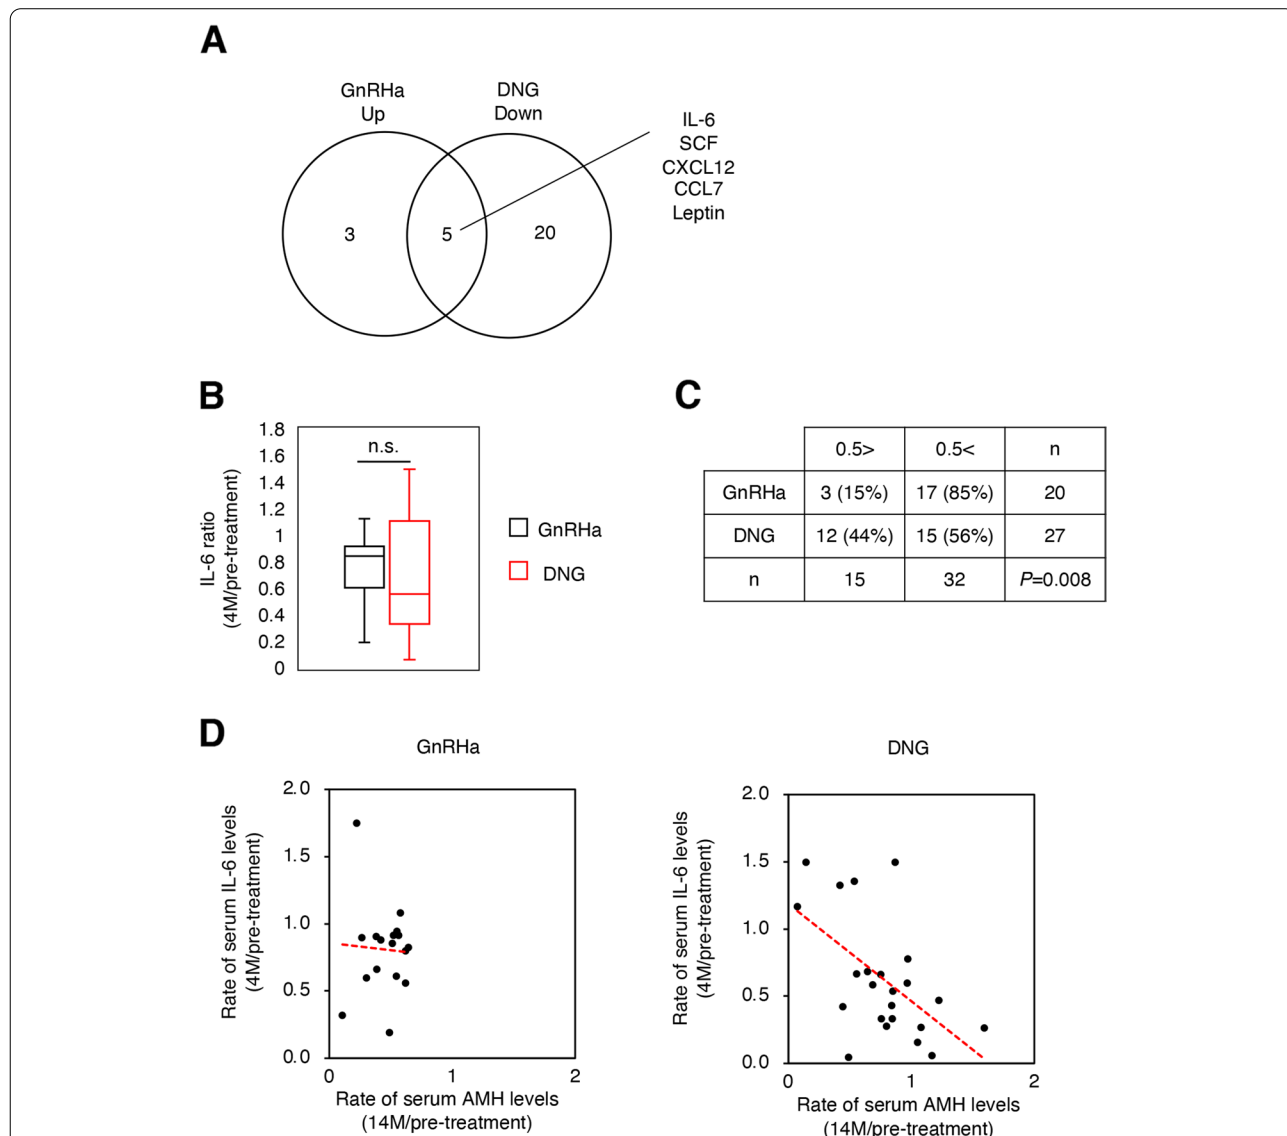 A
GnRHa
Up
DNG
Down
IL-6
SCF
CXCL12
CCL7
Leptin
3
5
20
B
IL-6 ratio
(4M/pre-treatment)
1.8
1.6
1.4
1.2
1
0.8
0.6
0.4
0.2
0
n.s.
GnRHa
DNG
C
0.5> 0.5< n
GnRHa 3 (15%) 17 (85%) 20
DNG 12 (44%) 15 (56%) 27
n 15 32 P=0.008
D
GnRHa
Rate of serum IL-6 levels
(4M/pre-treatment)
2.0
1.5
1.0
0.5
0.0
0 1 2
Rate of serum AMH levels
(14M/pre-treatment)
DNG
Rate of serum IL-6 levels
(4M/pre-treatment)
2.0
1.5
1.0
0.5
0.0
0 1 2
Rate of serum AMH levels
(14M/pre-treatment)